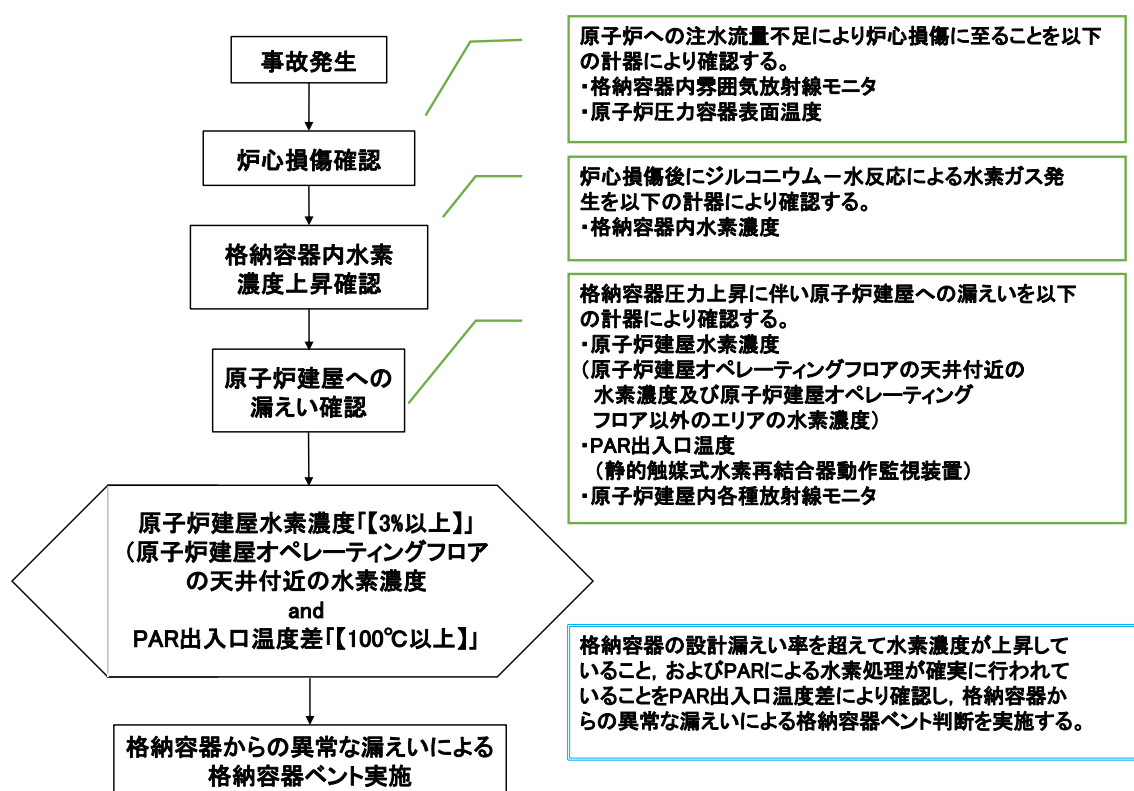 事故発生
炉心損傷確認
格納容器内水素
濃度上昇確認
原子炉建屋への
漏えい確認
原子炉建屋水素濃度「【3%以上】」
（原子炉建屋オペレーティングフロア
の天井付近の水素濃度
and
PAR出入口温度差「【100℃以上】」
格納容器からの異常な漏えいによる
格納容器ベント実施
原子炉への注水流量不足により炉心損傷に至ることを以下
の計器により確認する。
・格納容器内雰囲気放射線モニタ
・原子炉圧力容器表面温度
炉心損傷後にジルコニウム－水反応による水素ガス発
生を以下の計器により確認する。
・格納容器内水素濃度
格納容器圧力上昇に伴い原子炉建屋への漏えいを以下
の計器により確認する。
・原子炉建屋水素濃度
（原子炉建屋オペレーティングフロアの天井付近の
水素濃度及び原子炉建屋オペレーティング
フロア以外のエリアの水素濃度）
・PAR出入口温度
（静的触媒式水素再結合器動作監視装置）
・原子炉建屋内各種放射線モニタ
格納容器の設計漏えい率を超えて水素濃度が上昇して
いること，およびPARによる水素処理が確実に行われて
いることをPAR出入口温度差により確認し，格納容器か
らの異常な漏えいによる格納容器ベント判断を実施する。